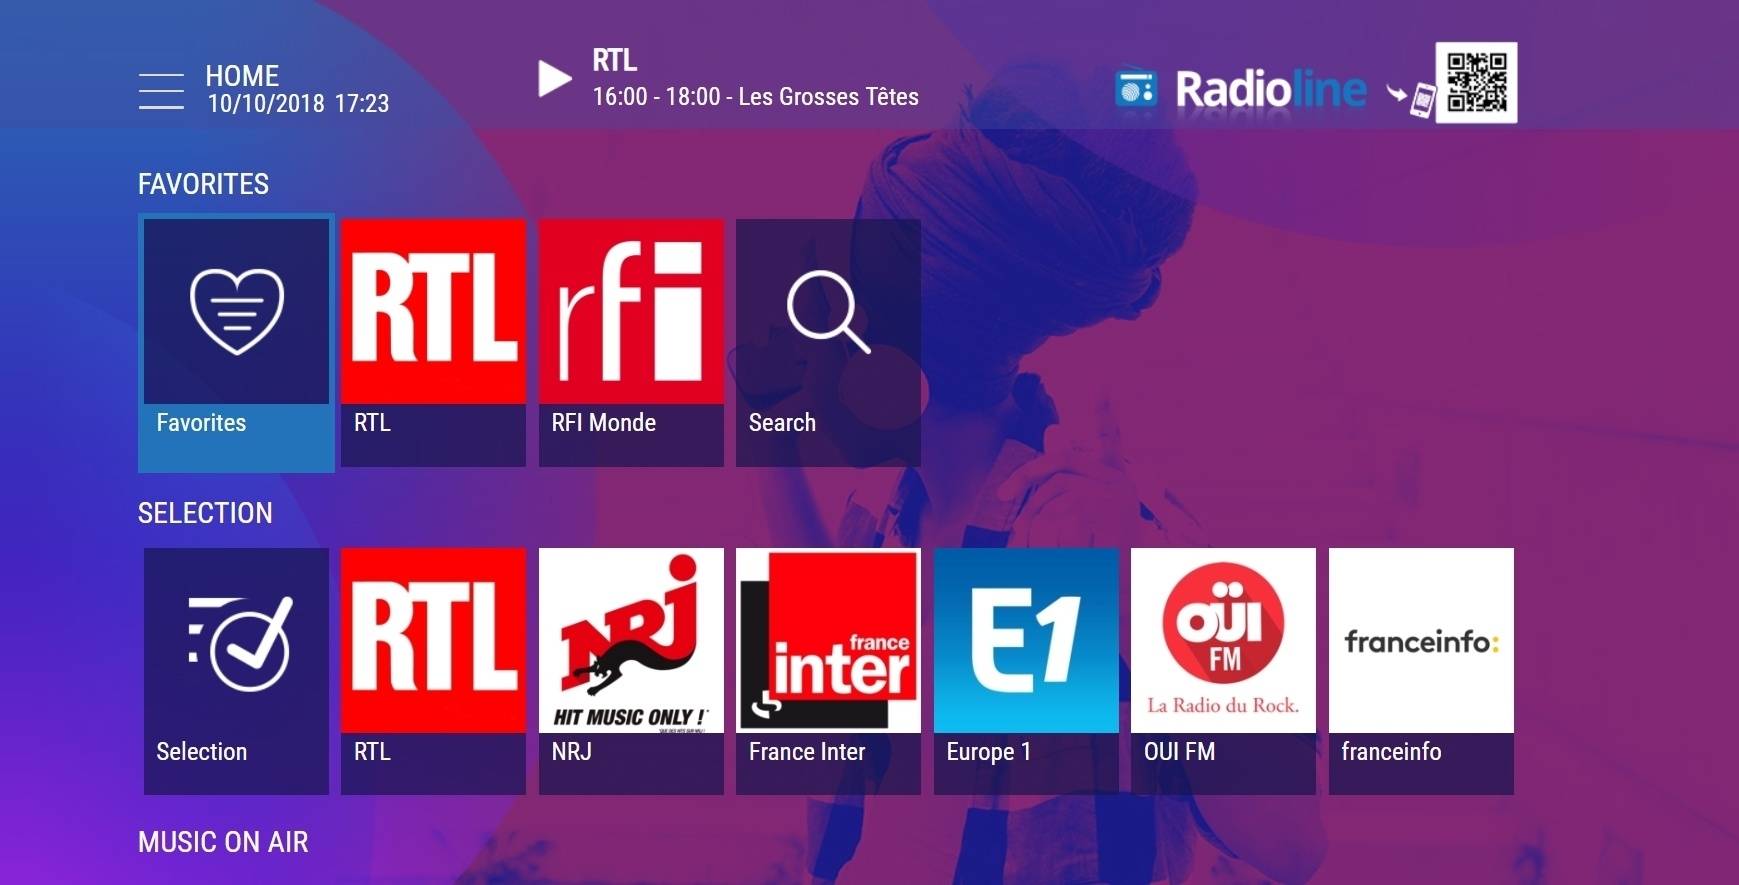 HOME
10/10/2018 17:23
RTL
16:00 - 18:00 - Les Grosses Têtes
Radioline
FAVORITES
RTL
rfi
Favorites
RTL
RFI Monde
Search
SELECTION
RTL
NRJ
HIT MUSIC ONLY !
france
inter
E1
OÜI
FM
La Radio du Rock.
franceinfo:
Selection
RTL
NRJ
France Inter
Europe 1
OUI FM
franceinfo
MUSIC ON AIR